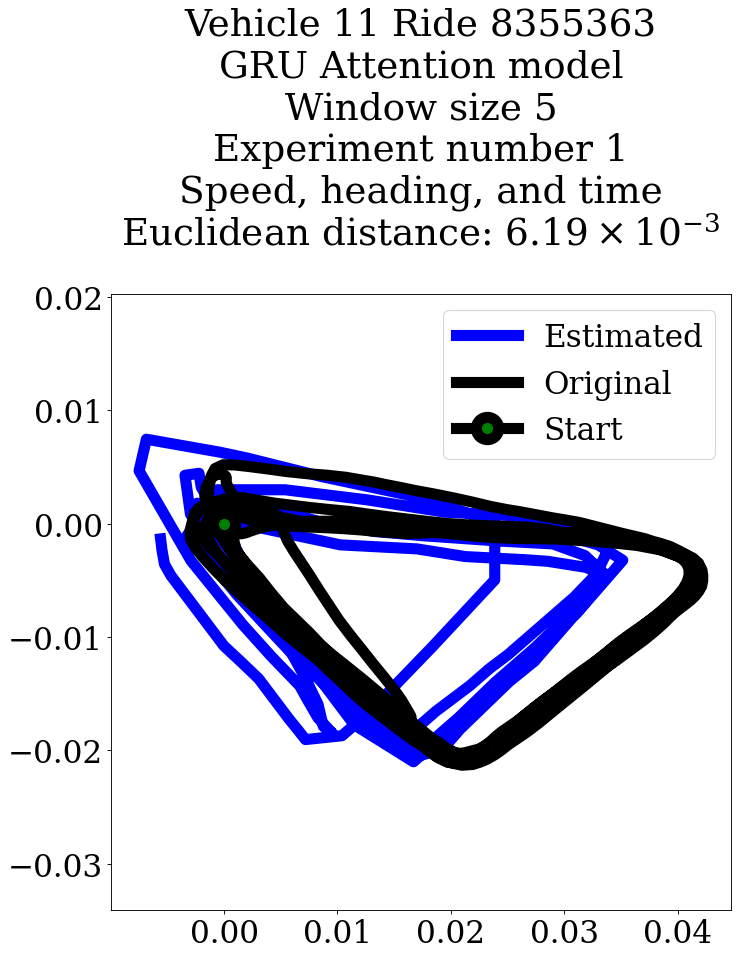 Vehicle 11 Ride 8355363
GRU Attention model
Window size 5
Experiment number 1
Speed, heading, and time
Euclidean distance: 6.19 × 10⁻³
0.02
Estimated
Original
Start
0.01
0.00
−0.01
−0.02
−0.03
0.00 0.01 0.02 0.03 0.04